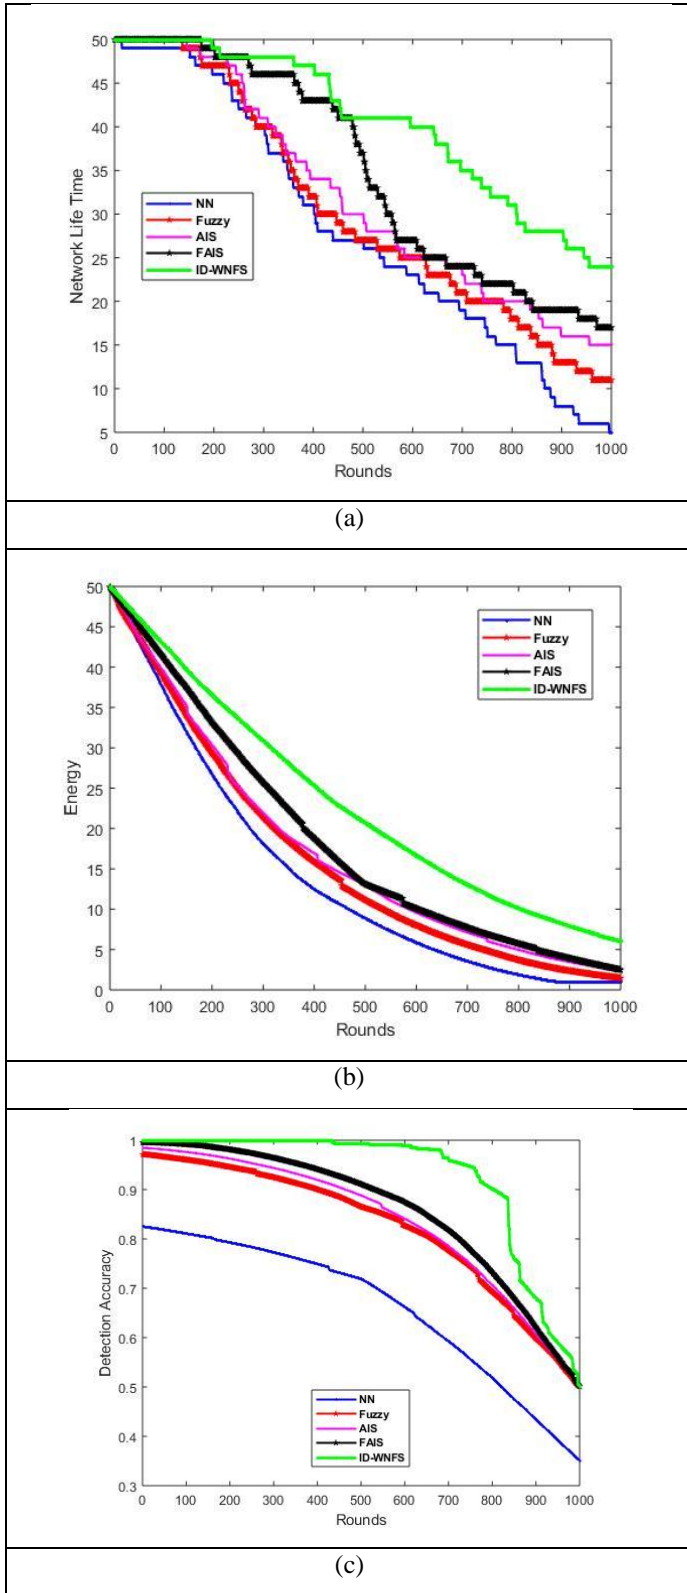 50
45
40
35
30
25
20
15
10
5
Network Life Time
NN
Fuzzy
AIS
FAIS
ID-WNFS
0 100 200 300 400 500 600 700 800 900 1000
Rounds
(a)
50
45
40
35
30
25
20
15
10
5
0
Energy
NN
Fuzzy
AIS
FAIS
ID-WNFS
0 100 200 300 400 500 600 700 800 900 1000
Rounds
(b)
1
0.9
0.8
0.7
0.6
0.5
0.4
0.3
Detection Accuracy
NN
Fuzzy
AIS
FAIS
ID-WNFS
0 100 200 300 400 500 600 700 800 900 1000
Rounds
(c)